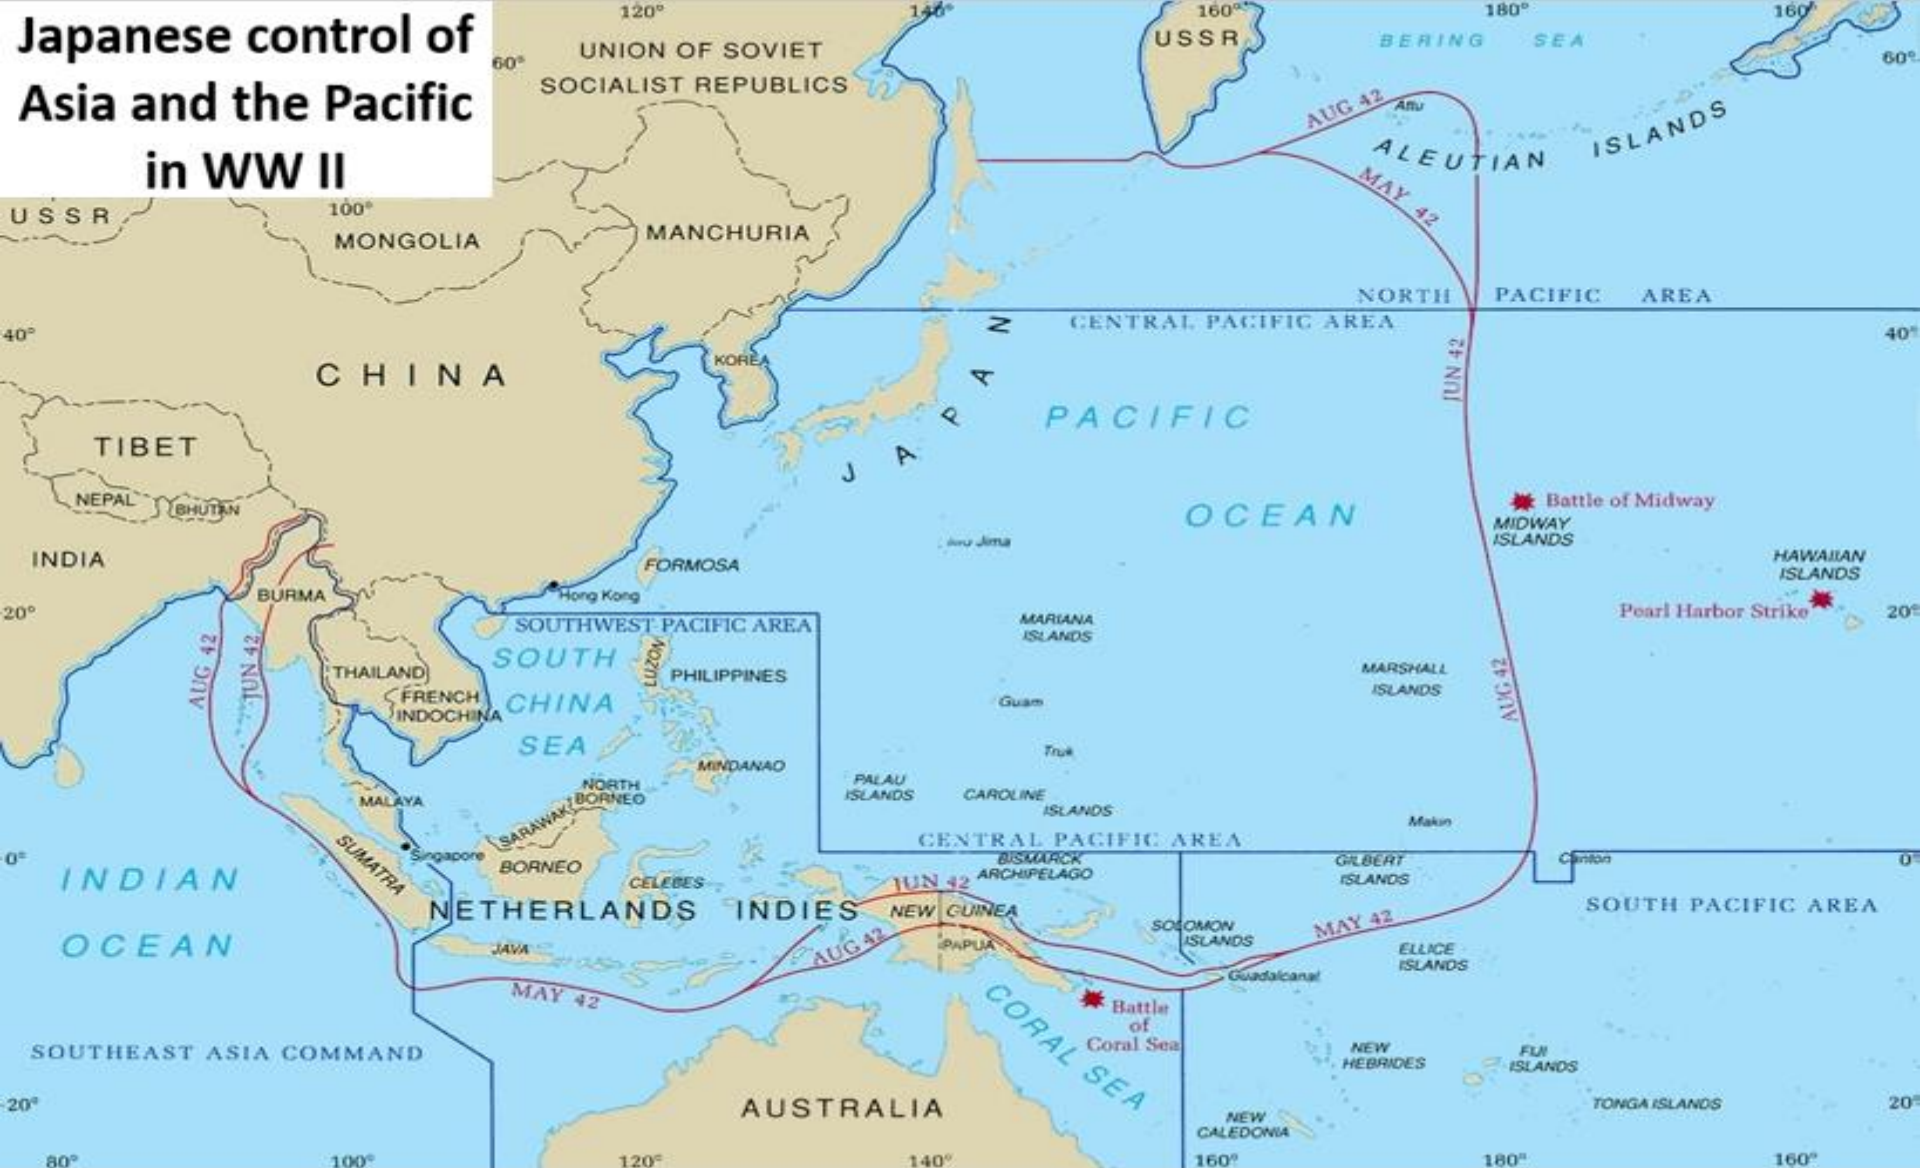 Japanese control of
Asia and the Pacific
in WW II
120°
140°
160°
180°
160°
UNION OF SOVIET
SOCIALIST REPUBLICS
USSR
BERING SEA
60°
60°
AUG 42
Attu
ALEUTIAN ISLANDS
MAY 42
USSR
100°
MONGOLIA
MANCHURIA
NORTH PACIFIC AREA
CENTRAL PACIFIC AREA
40°
40°
JUN 42
KOREA
CHINA
JAPAN
PACIFIC
OCEAN
TIBET
NEPAL
BHUTAN
INDIA
BURMA
Battle of Midway
MIDWAY
ISLANDS
HAWAIIAN
ISLANDS
Pearl Harbor Strike
Iwo Jima
FORMOSA
Hong Kong
20°
20°
SOUTHWEST PACIFIC AREA
MARIANA
ISLANDS
AUG 42
JUN 42
THAILAND
FRENCH
INDOCHINA
SOUTH
CHINA
SEA
LUZON
PHILIPPINES
MARSHALL
ISLANDS
AUG 42
Guam
Truk
MINDANAO
PALAU
ISLANDS
CAROLINE
ISLANDS
NORTH
BORNEO
SARAWAK
MALAYA
Makin
CENTRAL PACIFIC AREA
0°
0°
SUMATRA
Singapore
BORNEO
CELEBES
BISMARCK
ARCHIPELAGO
GILBERT
ISLANDS
Canton
INDIAN
OCEAN
JUN 42
NETHERLANDS INDIES
NEW GUINEA
SOUTH PACIFIC AREA
SOLOMON
ISLANDS
MAY 42
JAVA
AUG 42
PAPUA
ELLICE
ISLANDS
Guadalcanal
MAY 42
CORAL SEA
Battle
of
Coral Sea
SOUTHEAST ASIA COMMAND
NEW
HEBRIDES
FIJI
ISLANDS
20°
20°
AUSTRALIA
TONGA ISLANDS
NEW
CALEDONIA
80°
100°
120°
140°
160°
180°
160°